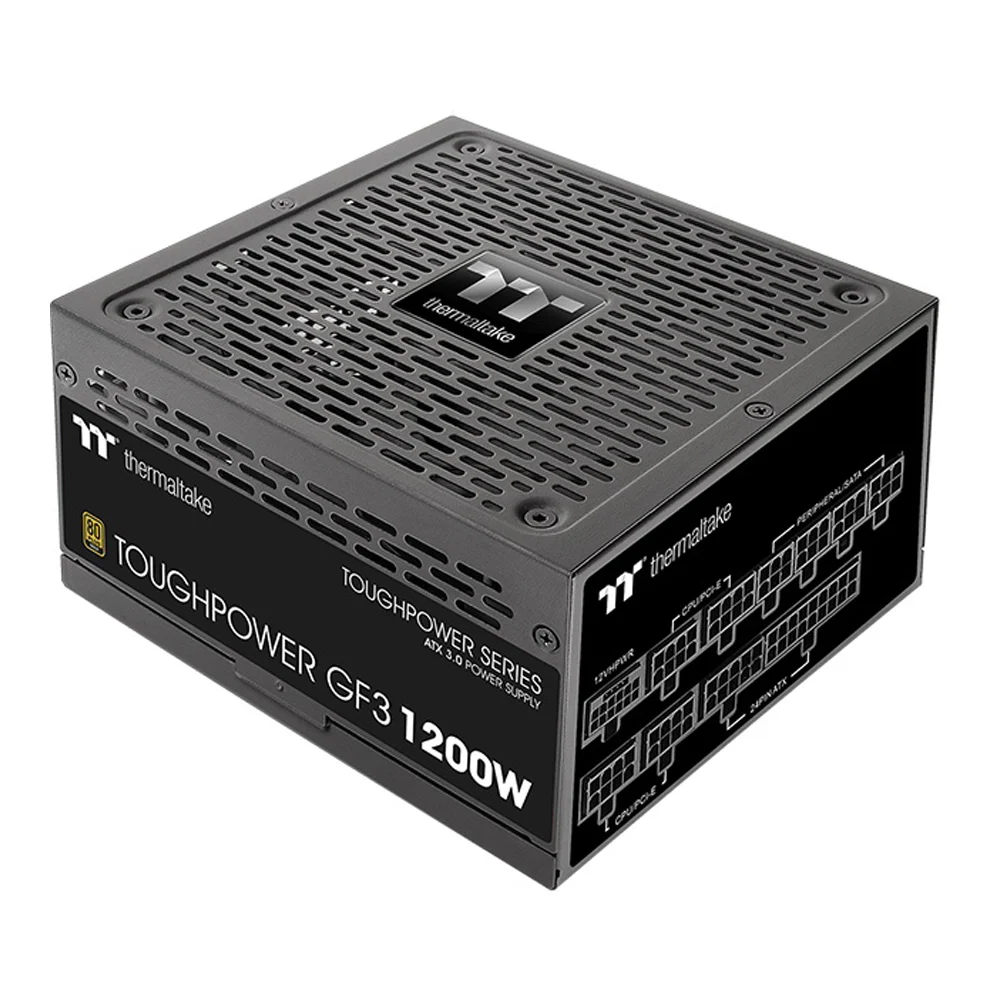 thermaltake
thermaltake
80
TOUGHPOWER GF3 1200W
TOUGHPOWER SERIES
ATX 3.0 POWER SUPPLY
thermaltake
PERIPHERAL/SATA
CPU/PCI-E
12VHPWR
24PIN ATX
CPU/PCI-E